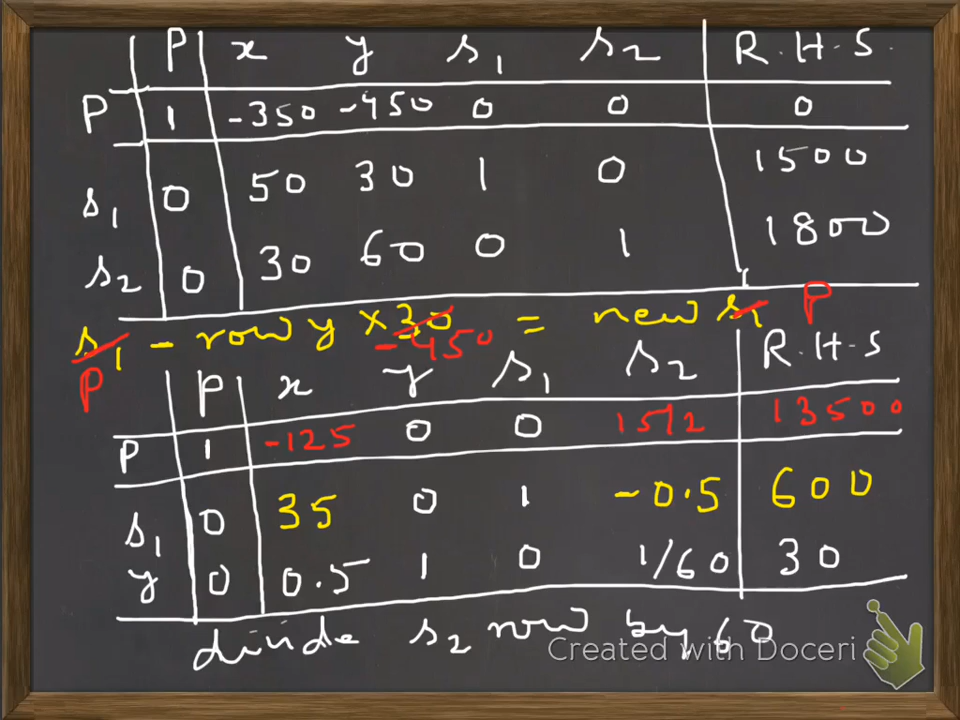 P x y s1 s2 R.H.S.
P 1 -350 -450 0 0 0
s1 0 50 30 1 0 1500
s2 0 30 60 0 1 1800
s1 - row y × 30 = new s1 P
P -450
P x y s1 s2 R.H.S
P 1 -125 0 0 15/2 13500
s1 0 35 0 1 -0.5 600
y 0 0.5 1 0 1/60 30
divide s2 row by 60
Created with Doceri